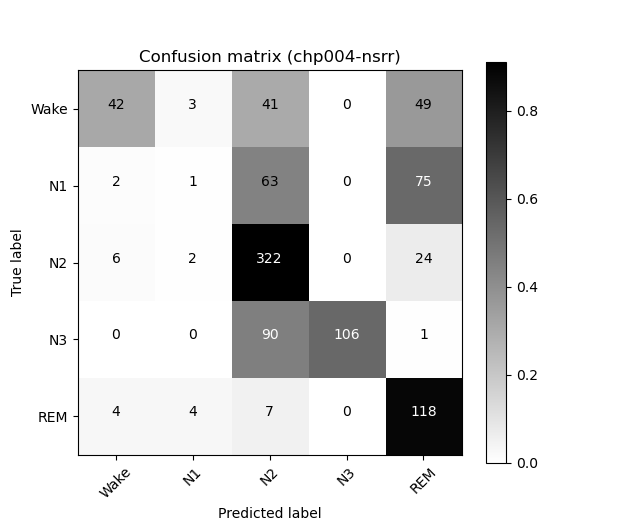 Confusion matrix (chp004-nsrr)
Wake 42 3 41 0 49
N1 2 1 63 0 75
N2 6 2 322 0 24
N3 0 0 90 106 1
REM 4 4 7 0 118
Wake N1 N2 N3 REM
True label
Predicted label
0.8
0.6
0.4
0.2
0.0